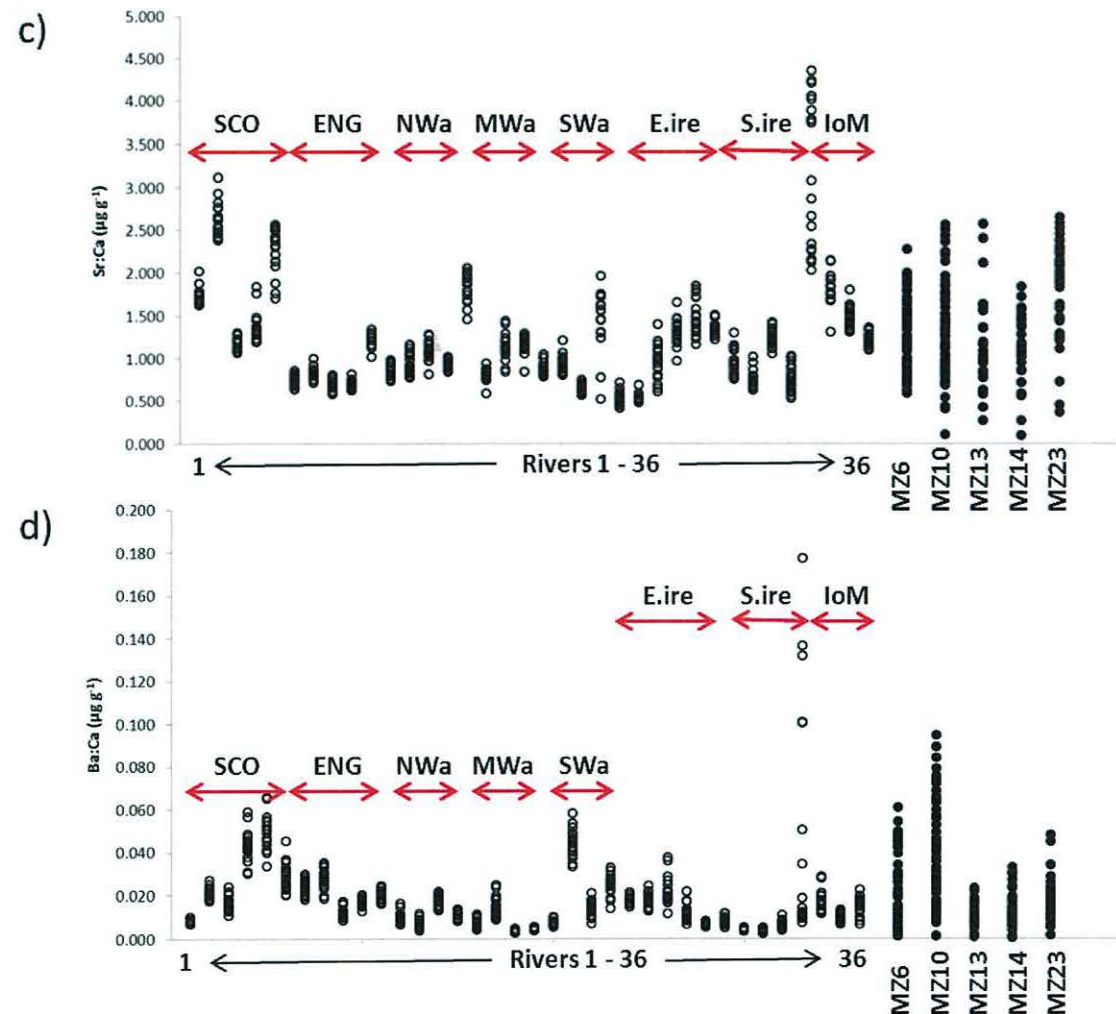 c)
5.000
4.500
4.000
3.500
3.000
2.500
2.000
1.500
1.000
0.500
0.000
Sr:Ca (µg g⁻¹)
SCO ENG NWa MWa SWa E.ire S.ire IoM
1 Rivers 1 - 36 36
MZ6
MZ10
MZ13
MZ14
MZ23
d)
0.200
0.180
0.160
0.140
0.120
0.100
0.080
0.060
0.040
0.020
0.000
Ba:Ca (µg g⁻¹)
E.ire S.ire IoM
SCO ENG NWa MWa SWa
1 Rivers 1 - 36 36
MZ6
MZ10
MZ13
MZ14
MZ23